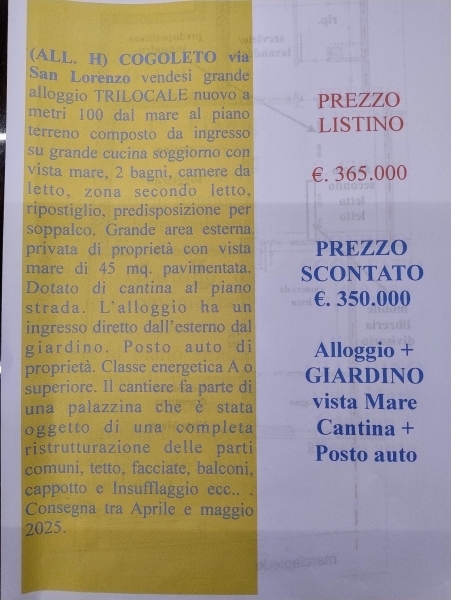 (ALL. H) COGOLETO via
San Lorenzo vendesi grande
alloggio TRILOCALE nuovo a
metri 100 dal mare al piano
terreno composto da ingresso
su grande cucina soggiorno con
vista mare, 2 bagni, camere da
letto, zona secondo letto,
ripostiglio, predisposizione per
soppalco. Grande area esterna
privata di proprietà con vista
mare di 45 mq. pavimentata.
Dotato di cantina al piano
strada. L'alloggio ha un
ingresso diretto dall'esterno dal
giardino. Posto auto di
proprietà. Classe energetica A o
superiore. Il cantiere fa parte di
una palazzina che è stata
oggetto di una completa
ristrutturazione delle parti
comuni, tetto, facciate, balconi,
cappotto e Insufflaggio ecc.. .
Consegna tra Aprile e maggio
2025.
PREZZO
LISTINO
€. 365.000
PREZZO
SCONTATO
€. 350.000
Alloggio +
GIARDINO
vista Mare
Cantina +
Posto auto
rip.
secondo
letto
letto
libreria
marciapiede